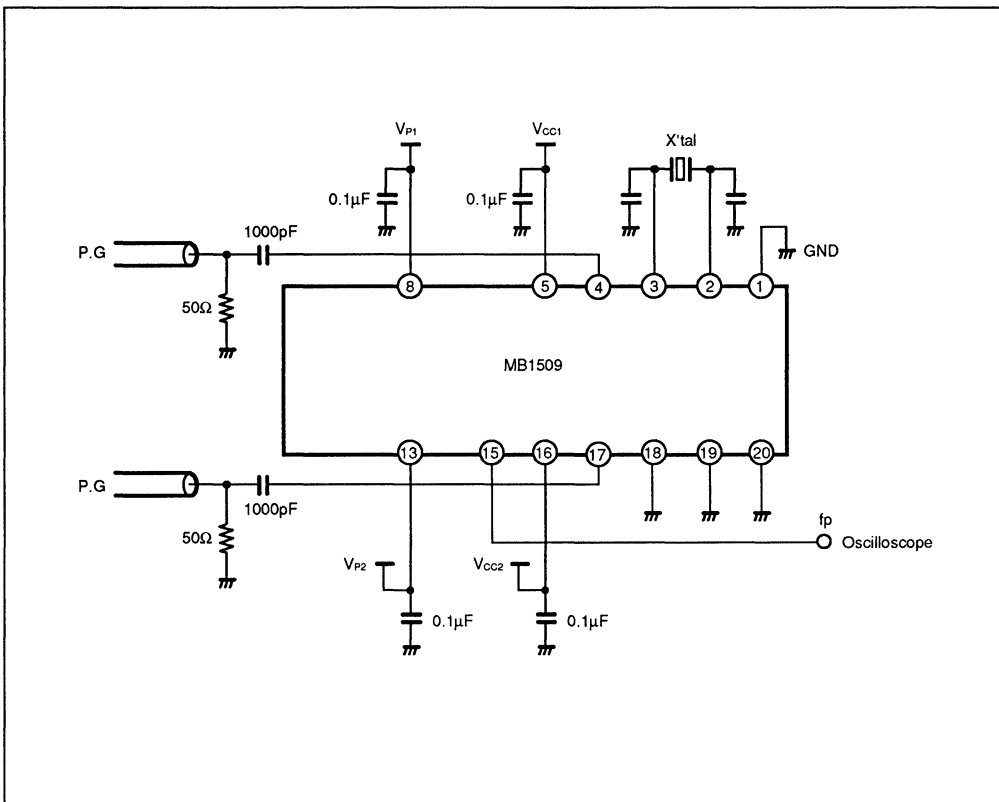 VP1
VCC1
X'tal
0.1µF
0.1µF
P.G
1000pF
GND
8
5
4
3
2
1
50Ω
MB1509
13
15
16
17
18
19
20
P.G
1000pF
fp
50Ω
Oscilloscope
VP2
VCC2
0.1µF
0.1µF